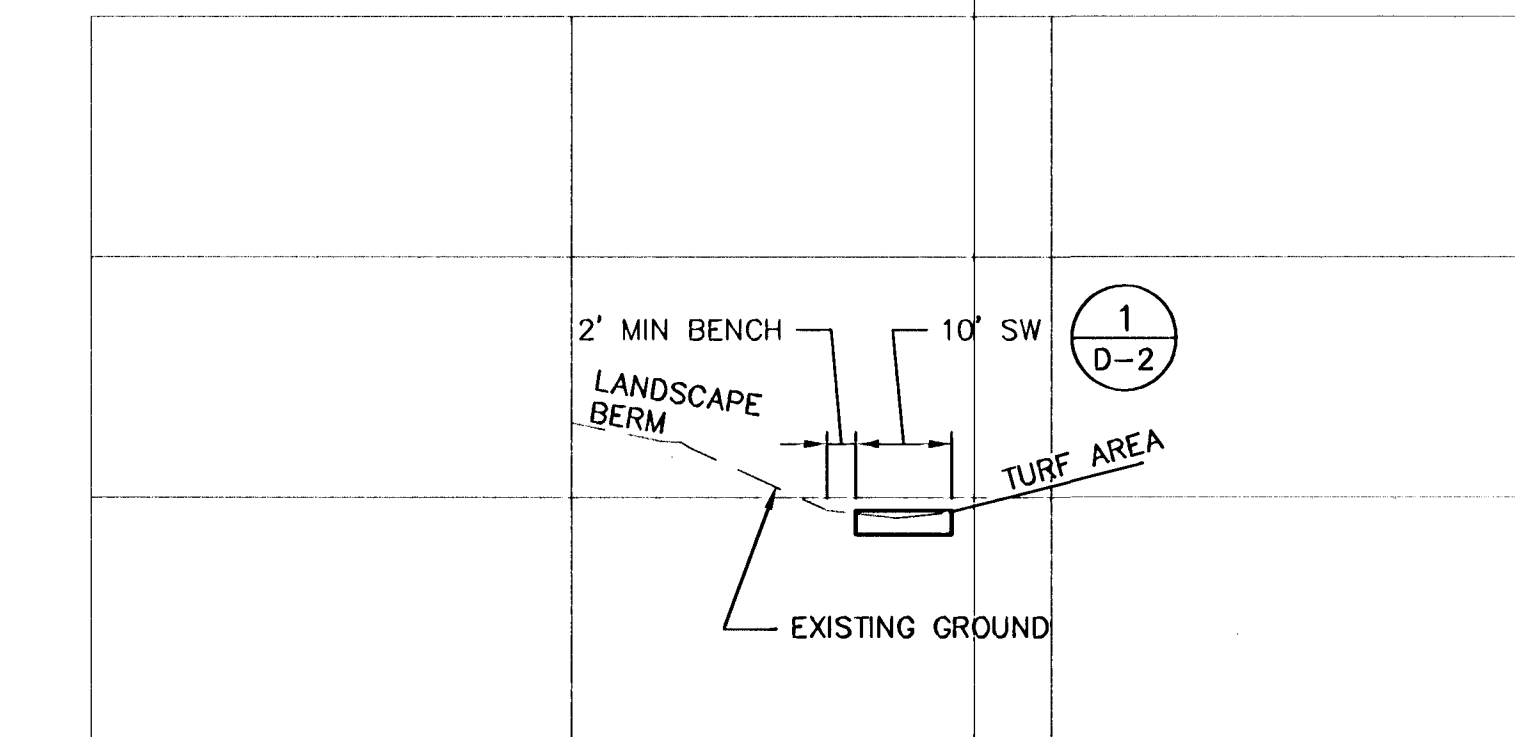 2' MIN BENCH
10' SW
1
D-2
LANDSCAPE
BERM
TURF AREA
EXISTING GROUND